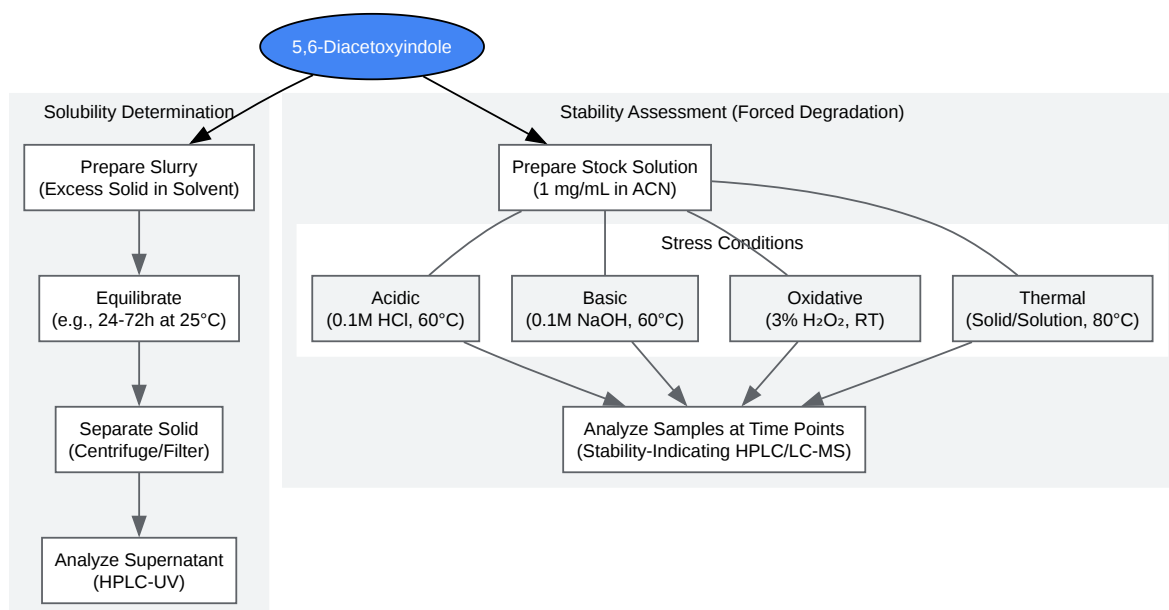 5,6-Diacetoxyindole
Solubility Determination
Prepare Slurry
(Excess Solid in Solvent)
Equilibrate
(e.g., 24-72h at 25°C)
Separate Solid
(Centrifuge/Filter)
Analyze Supernatant
(HPLC-UV)
Stability Assessment (Forced Degradation)
Prepare Stock Solution
(1 mg/mL in ACN)
Stress Conditions
Acidic
(0.1M HCl, 60°C)
Basic
(0.1M NaOH, 60°C)
Oxidative
(3% H₂O₂, RT)
Thermal
(Solid/Solution, 80°C)
Analyze Samples at Time Points
(Stability-Indicating HPLC/LC-MS)